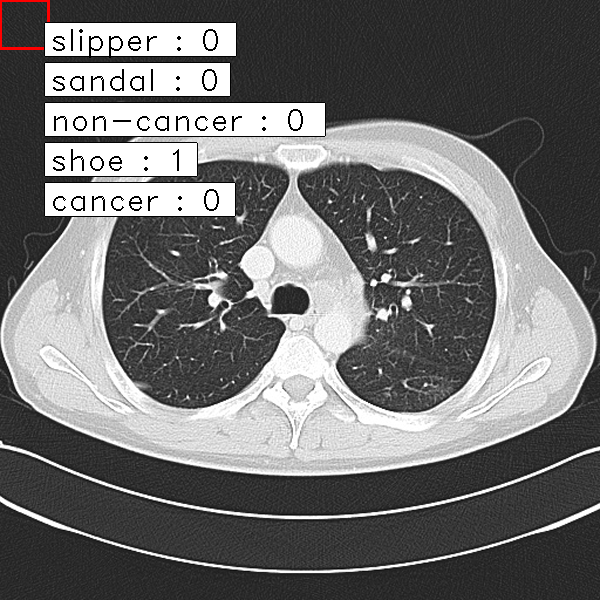 slipper : 0
sandal : 0
non-cancer : 0
shoe : 1
cancer : 0